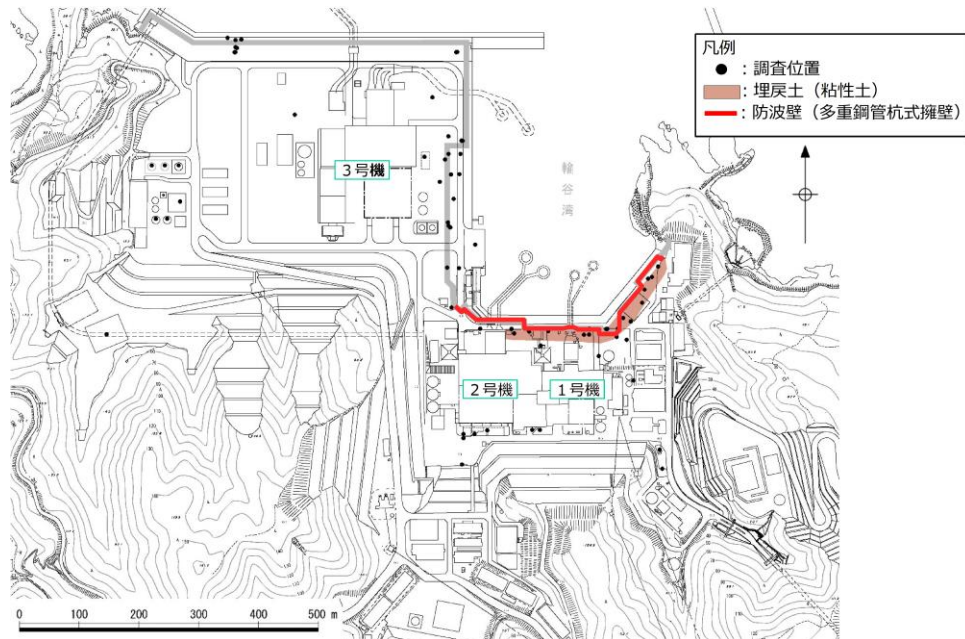 凡例
● : 調査位置
: 埋戻土（粘性土）
: 防波壁（多重鋼管杭式擁壁）
3号機
輪谷湾
2号機
1号機
0 100 200 300 400 500 m